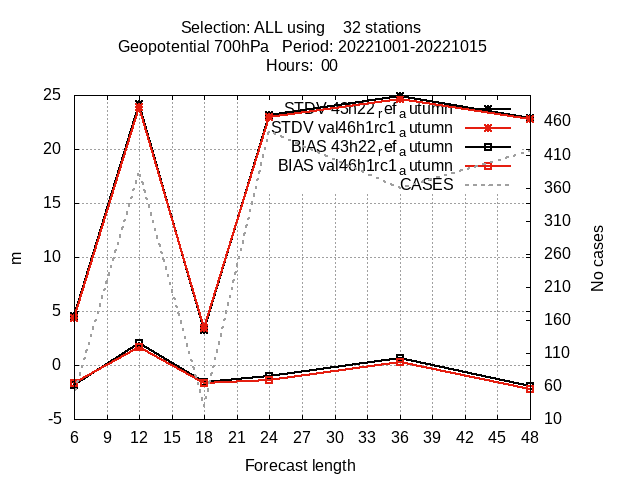 Selection: ALL using 32 stations
Geopotential 700hPa Period: 20221001-20221015
Hours: 00
STDV 43h22_ref_autumn
STDV val46h1rc1_autumn
BIAS 43h22_ref_autumn
BIAS val46h1rc1_autumn
CASES
25
20
15
10
5
0
-5
m
460
410
360
310
260
210
160
110
60
10
No cases
6 9 12 15 18 21 24 27 30 33 36 39 42 45 48
Forecast length